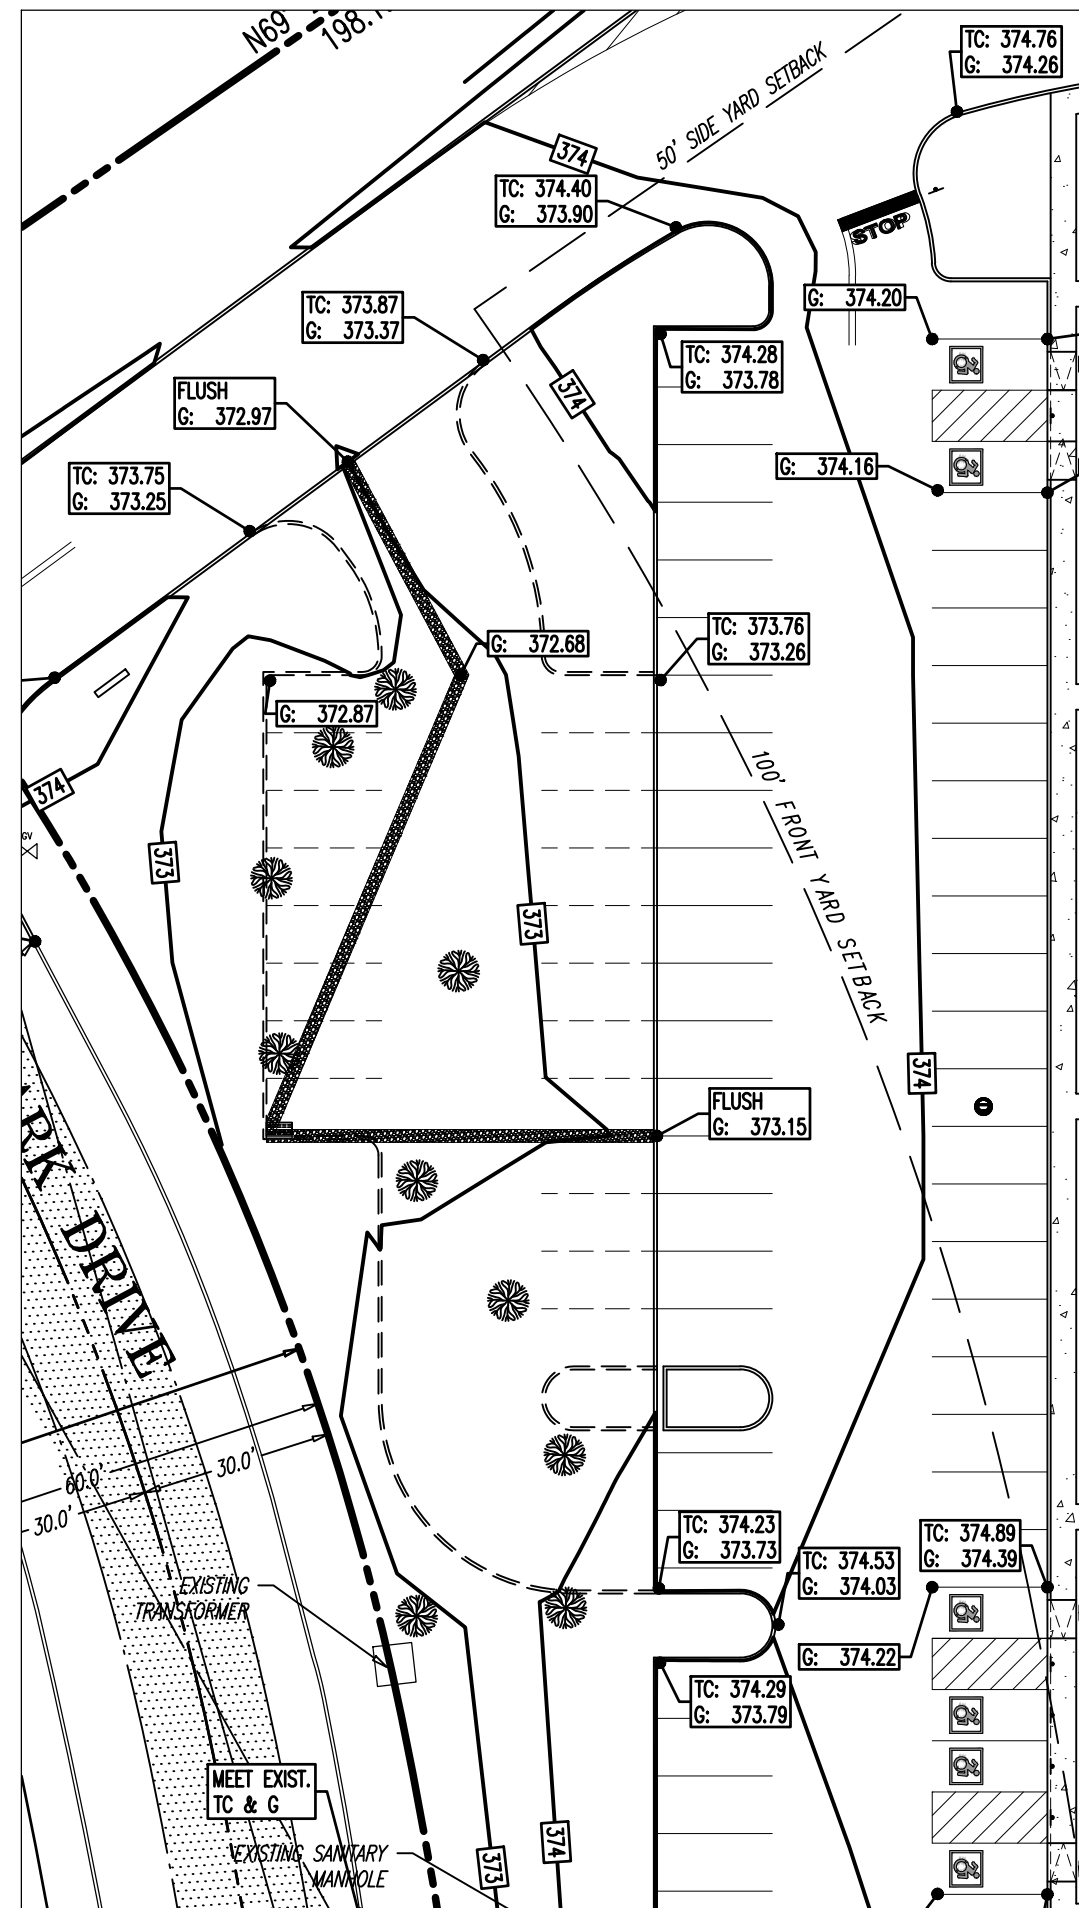 N69
198.1
TC: 374.76
G: 374.26
50' SIDE YARD SETBACK
374
TC: 374.40
G: 373.90
STOP
G: 374.20
TC: 373.87
G: 373.37
TC: 374.28
G: 373.78
FLUSH
G: 372.97
374
G: 374.16
TC: 373.75
G: 373.25
G: 372.68
TC: 373.76
G: 373.26
G: 372.87
374
100' FRONT YARD SETBACK
GV
373
373
374
FLUSH
G: 373.15
RK DRIVE
60.0'
30.0'
30.0'
TC: 374.23
G: 373.73
TC: 374.89
G: 374.39
TC: 374.53
G: 374.03
EXISTING
TRANSFORMER
G: 374.22
TC: 374.29
G: 373.79
MEET EXIST.
TC & G
EXISTING SANITARY
MANHOLE
373
374